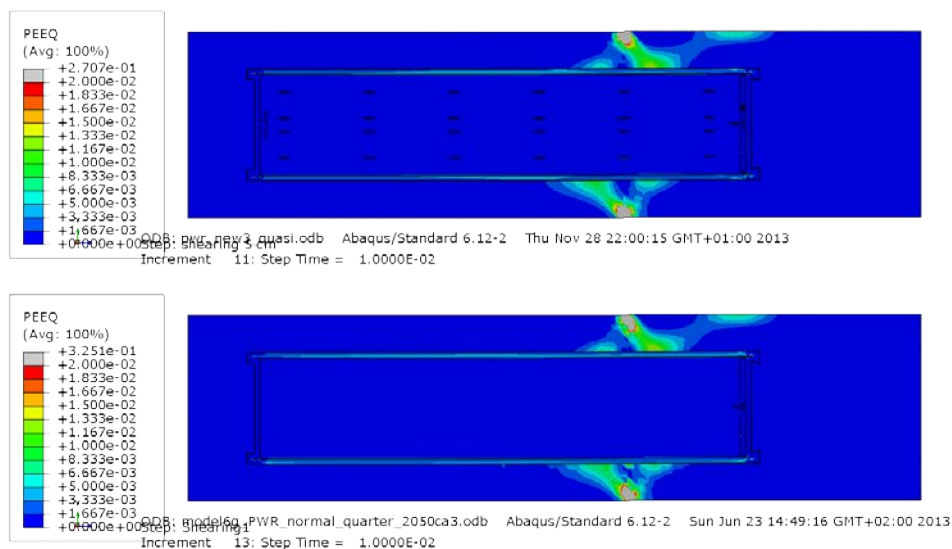 PEEQ
(Avg: 100%)
+2.707e-01
+2.000e-02
+1.833e-02
+1.667e-02
+1.500e-02
+1.333e-02
+1.167e-02
+1.000e-02
+8.333e-03
+6.667e-03
+5.000e-03
+3.333e-03
+1.667e-03
+0.000e+00
ODB: pwr_new3_quasi.odb Abaqus/Standard 6.12-2 Thu Nov 28 22:00:15 GMT+01:00 2013
Step: shearing 5 cm
Increment 11: Step Time = 1.0000E-02
PEEQ
(Avg: 100%)
+3.251e-01
+2.000e-02
+1.833e-02
+1.667e-02
+1.500e-02
+1.333e-02
+1.167e-02
+1.000e-02
+8.333e-03
+6.667e-03
+5.000e-03
+3.333e-03
+1.667e-03
+0.000e+00
ODB: model6g_PWR_normal_quarter_2050ca3.odb Abaqus/Standard 6.12-2 Sun Jun 23 14:49:16 GMT+02:00 2013
Step: Shearing1
Increment 13: Step Time = 1.0000E-02